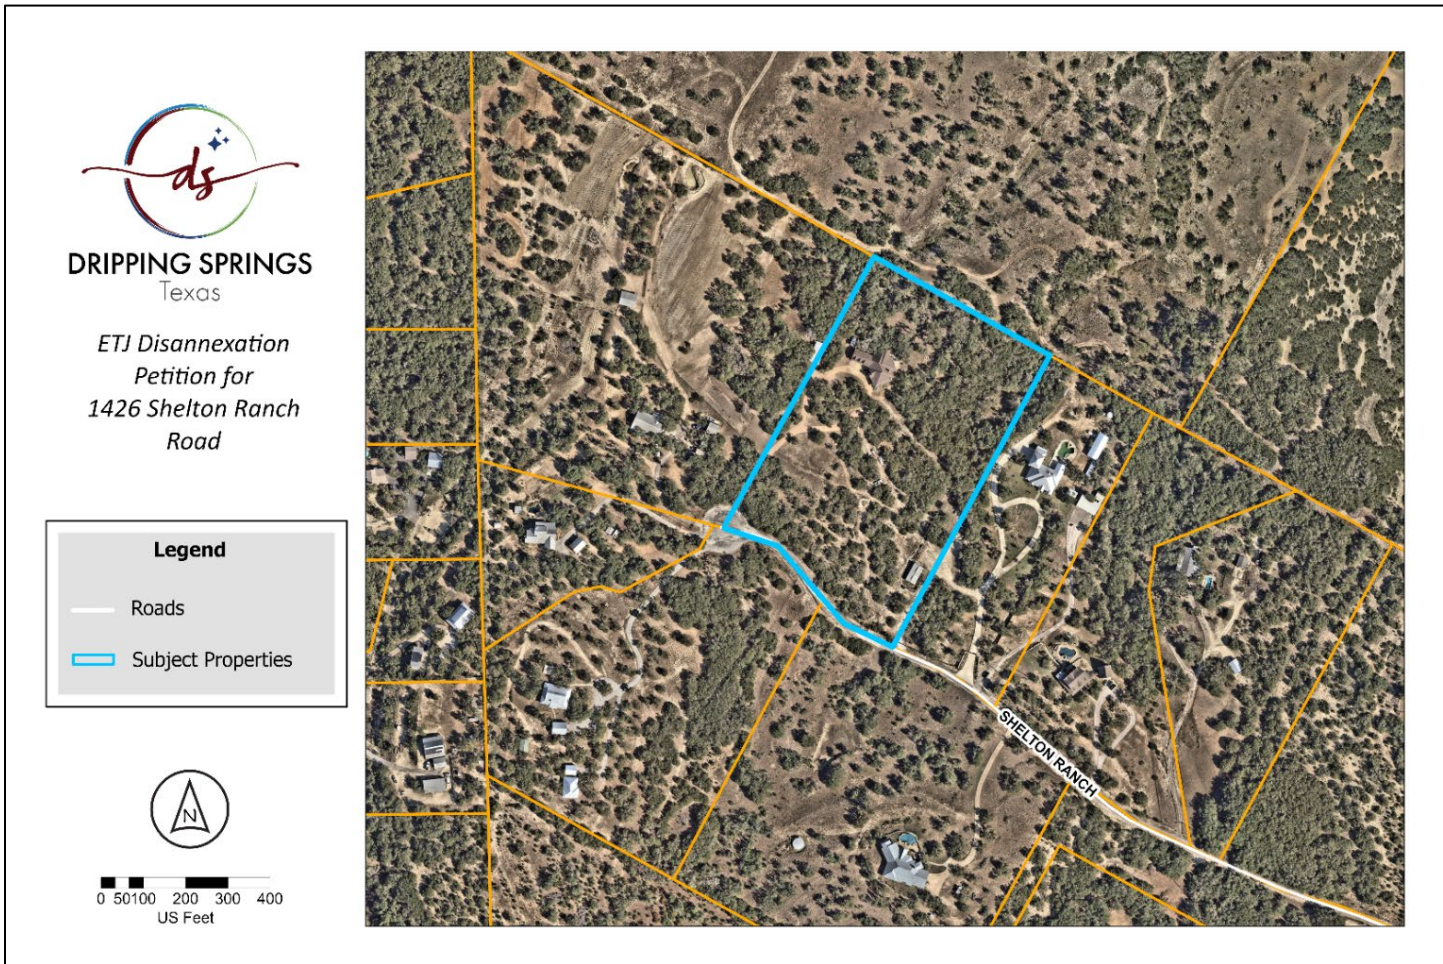 ds
DRIPPING SPRINGS
Texas
ETJ Disannexation
Petition for
1426 Shelton Ranch
Road
Legend
Roads
Subject Properties
N
0 50100 200 300 400
US Feet
SHELTON RANCH